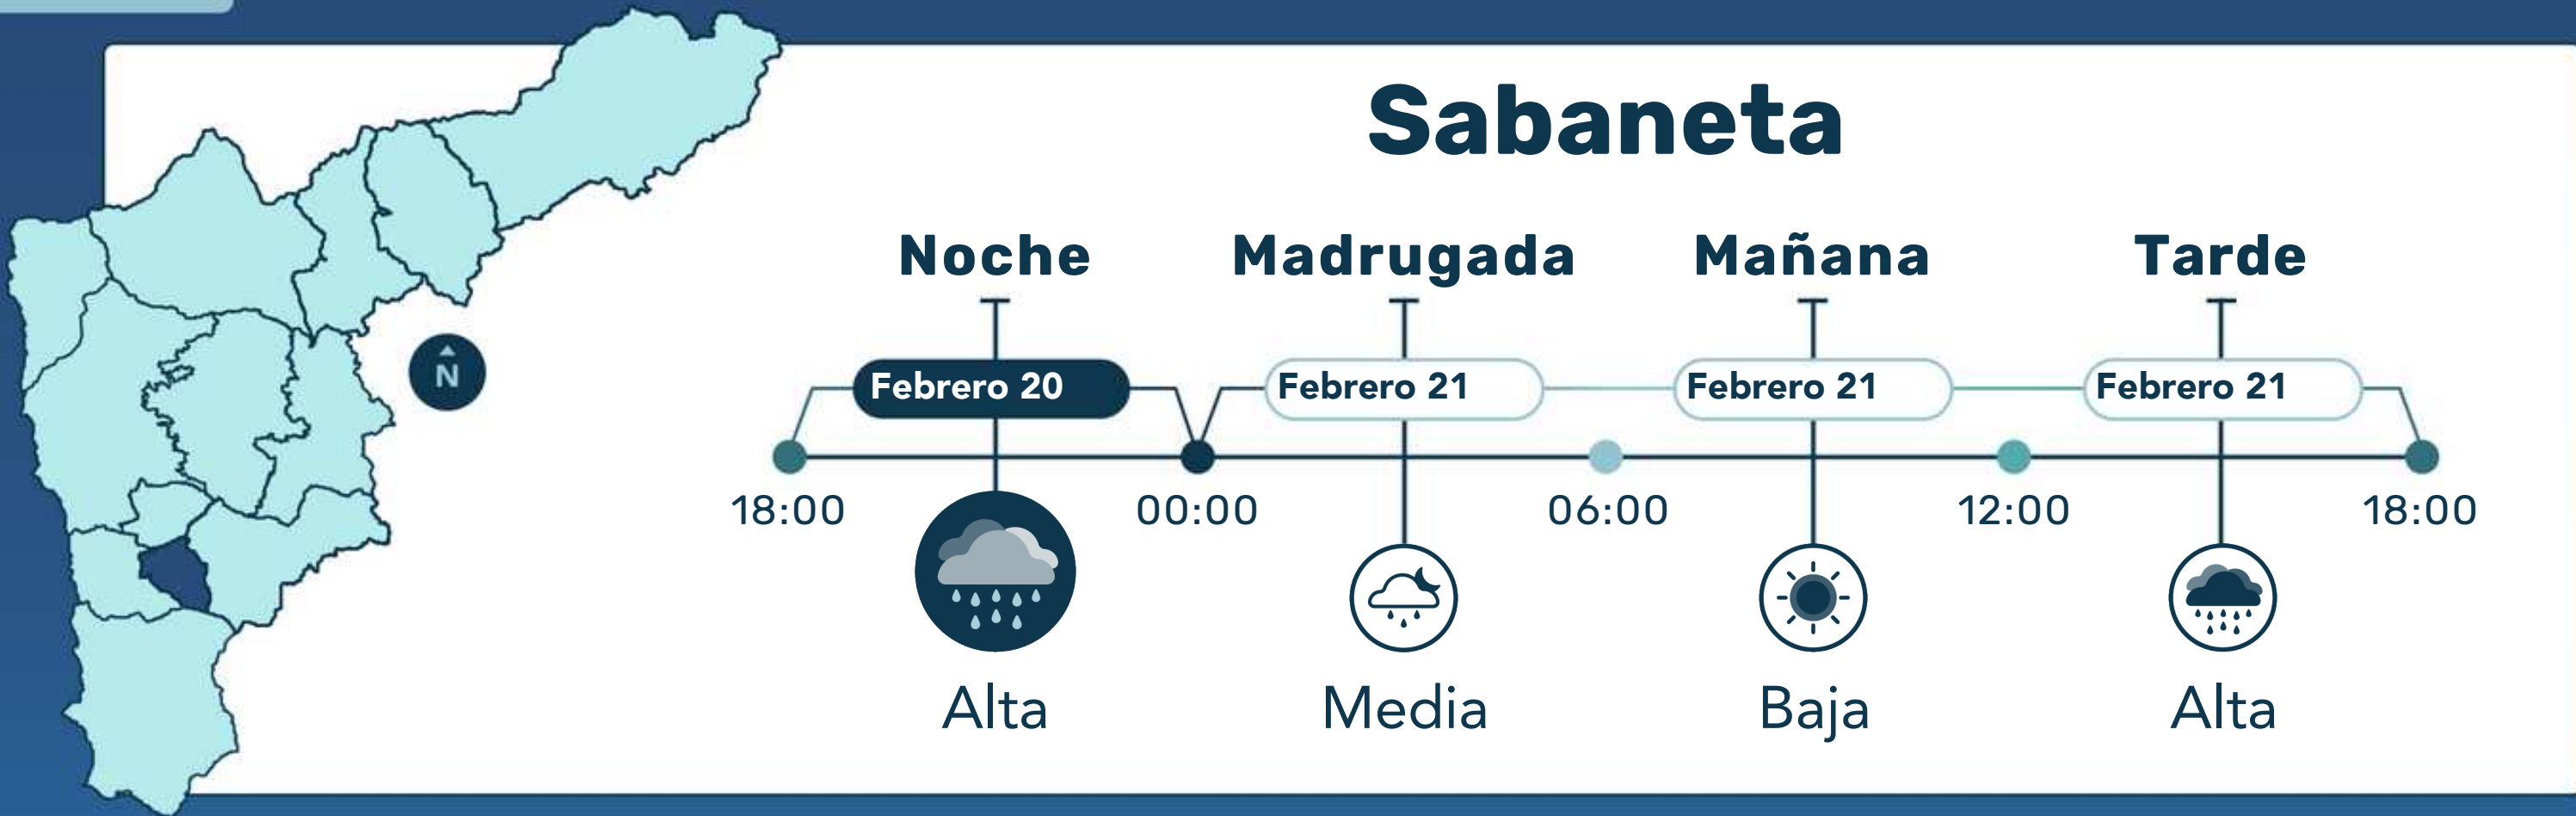 Sabaneta
Noche Madrugada Mañana Tarde
Febrero 20 Febrero 21 Febrero 21 Febrero 21
N
18:00 00:00 06:00 12:00 18:00
Alta Media Baja Alta